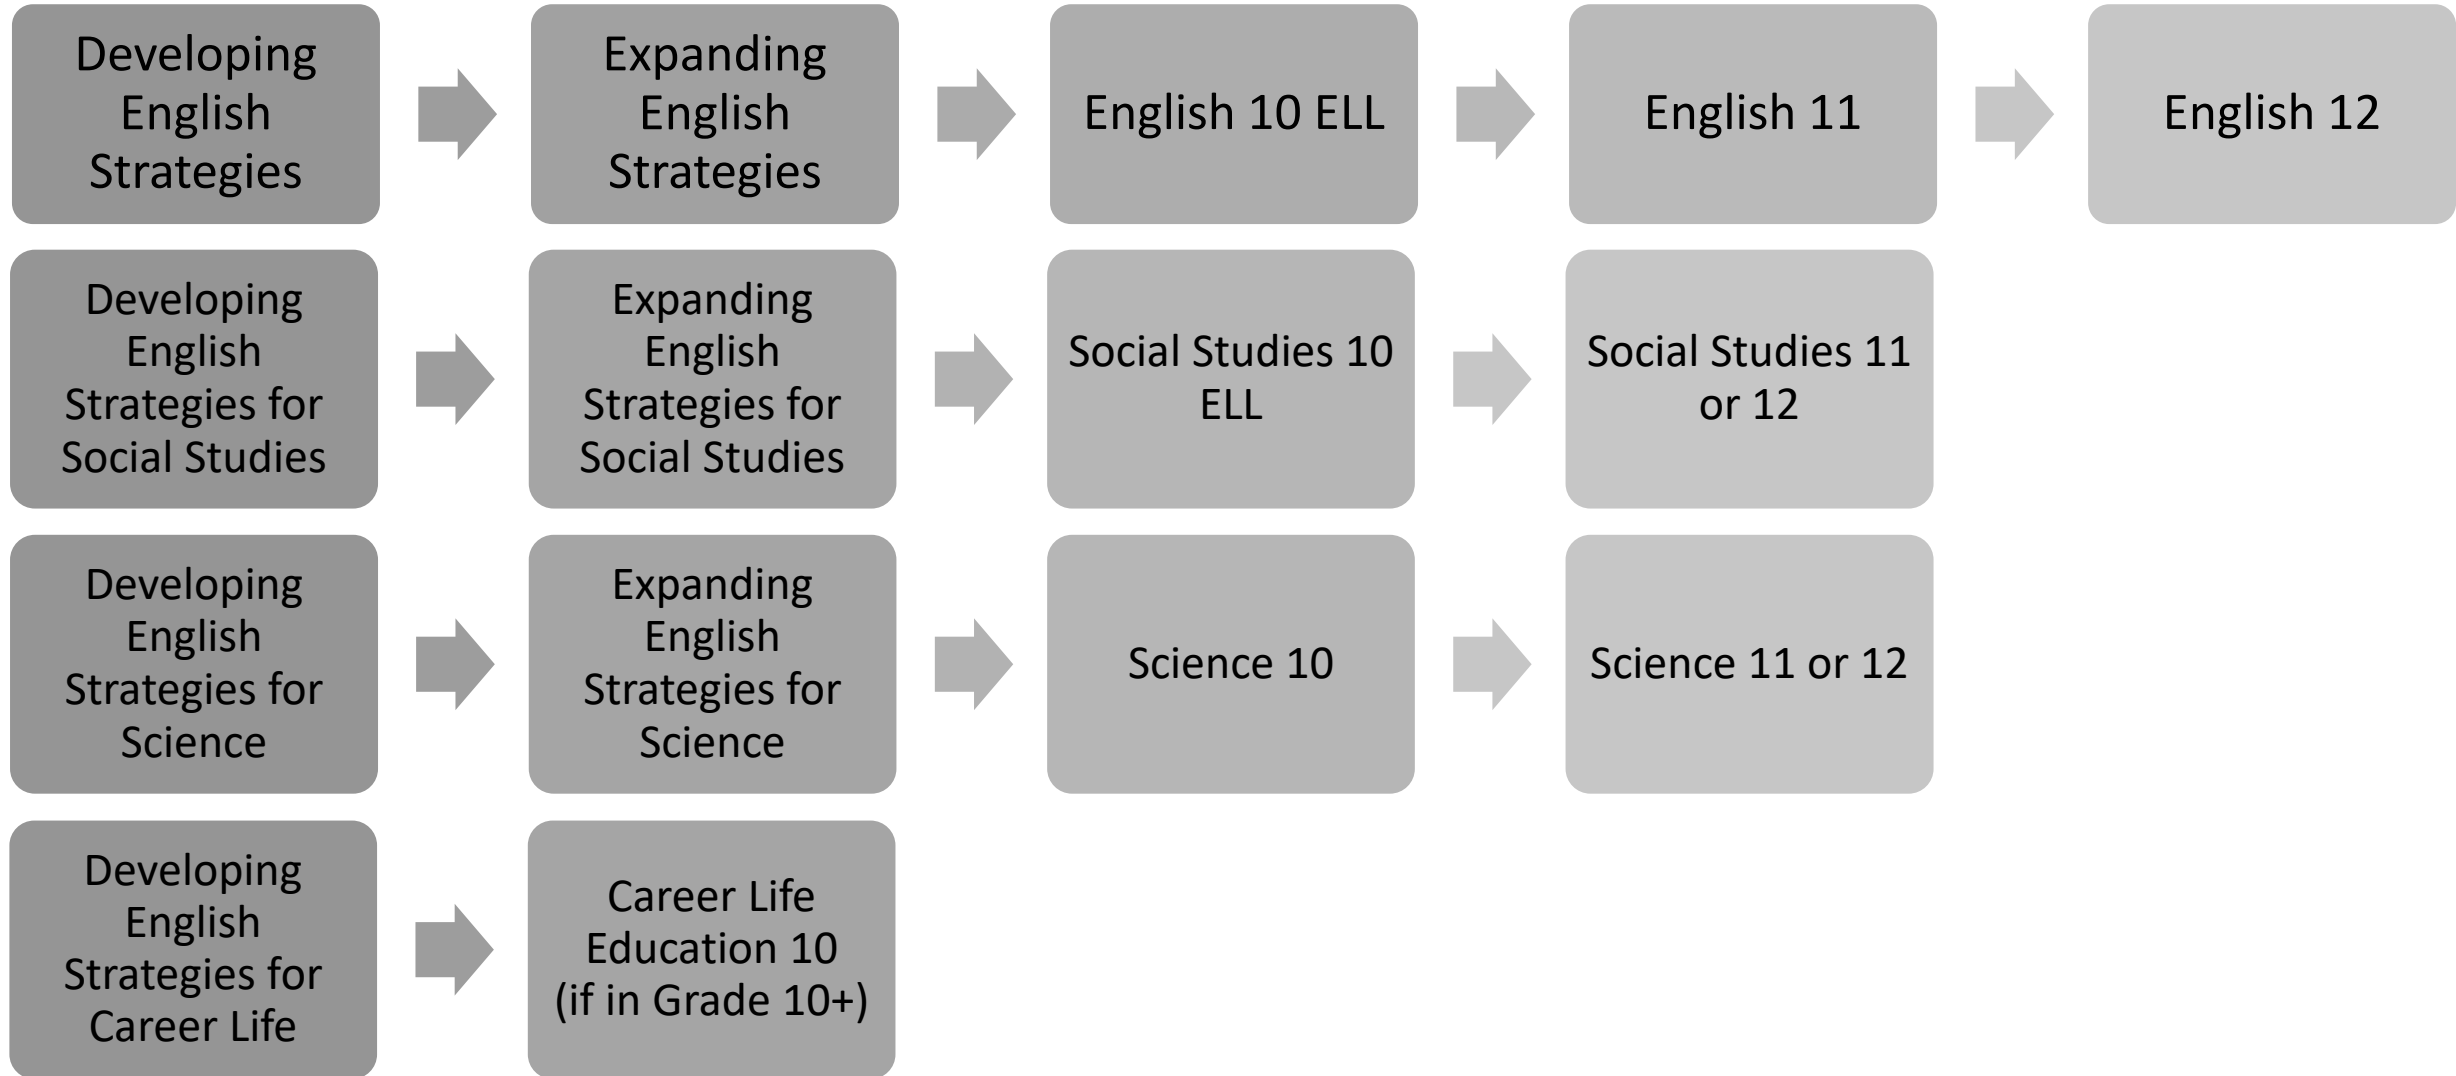 Developing
English
Strategies
Expanding
English
Strategies
English 10 ELL
English 11
English 12
Developing
English
Strategies for
Social Studies
Expanding
English
Strategies for
Social Studies
Social Studies 10
ELL
Social Studies 11
or 12
Developing
English
Strategies for
Science
Expanding
English
Strategies for
Science
Science 10
Science 11 or 12
Developing
English
Strategies for
Career Life
Career Life
Education 10
(if in Grade 10+)